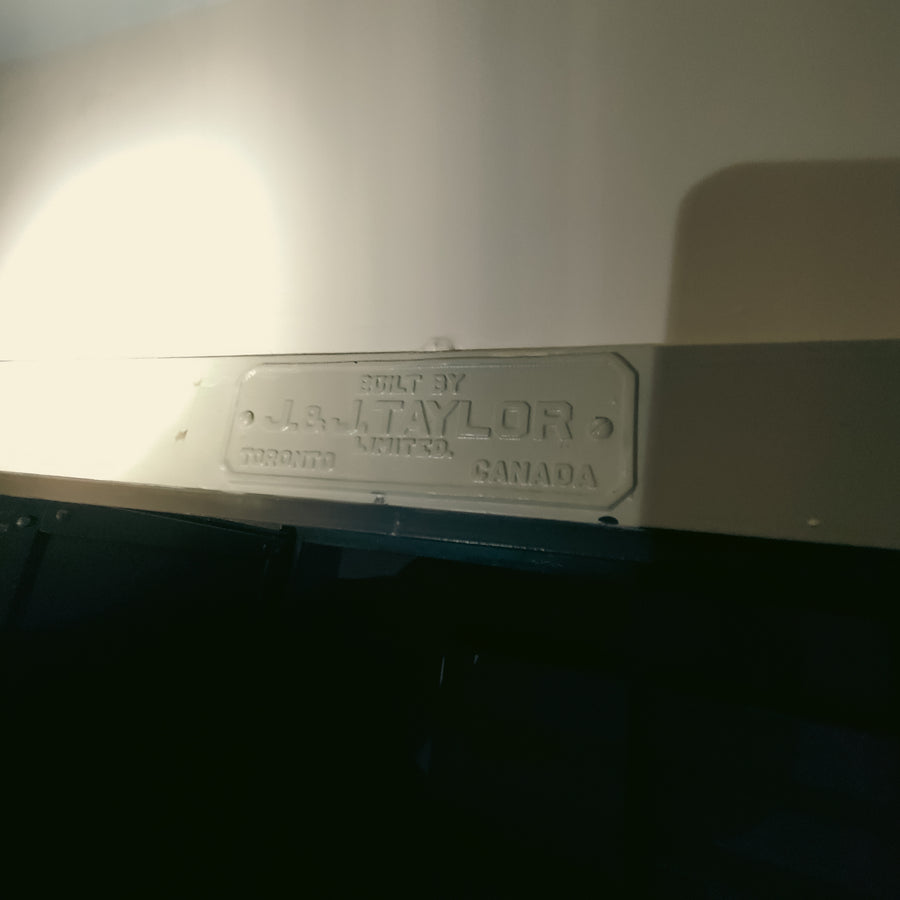 BUILT BY
J. & J. TAYLOR
LIMITED.
TORONTO CANADA